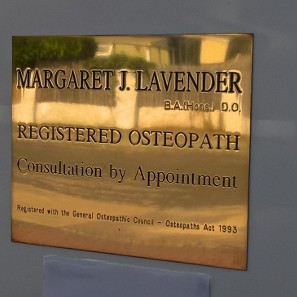 MARGARET J. LAVENDER
B.A.(Hons.) D.O.
REGISTERED OSTEOPATH
Consultation by Appointment
Registered with the General Osteopathic Council – Osteopaths Act 1993